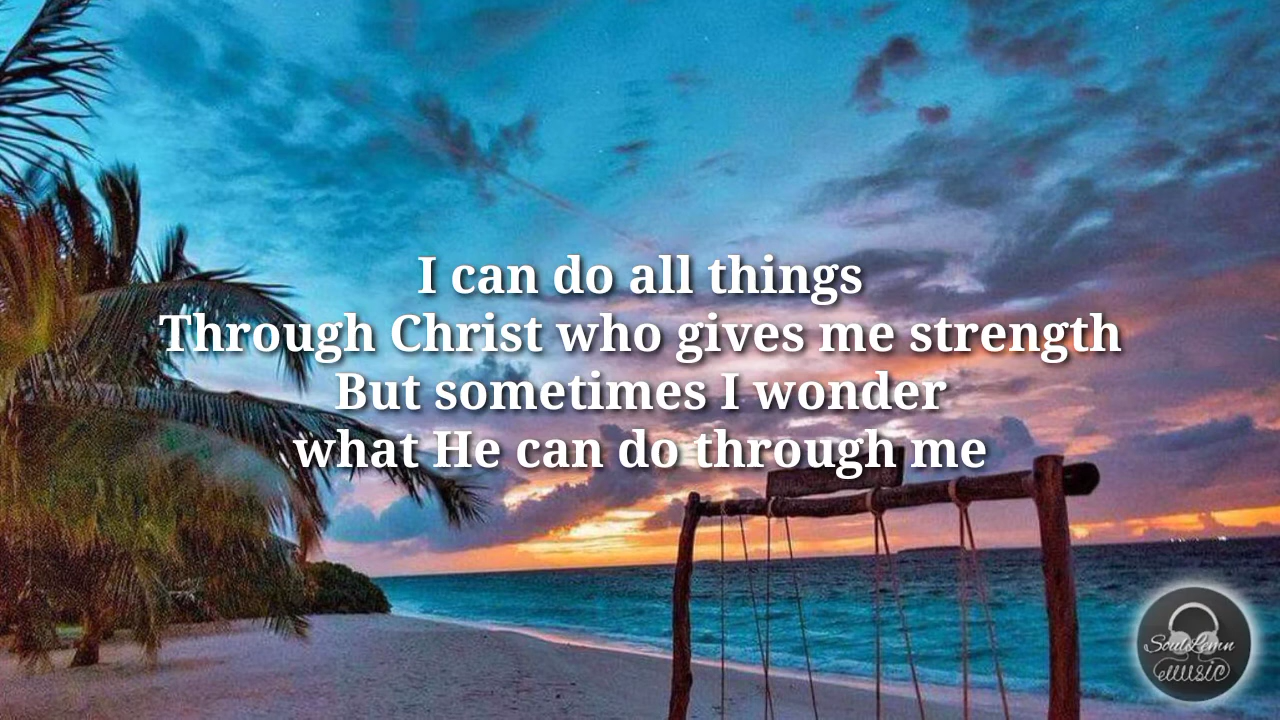 I can do all things
Through Christ who gives me strength
But sometimes I wonder
what He can do through me
SoulLemn
music